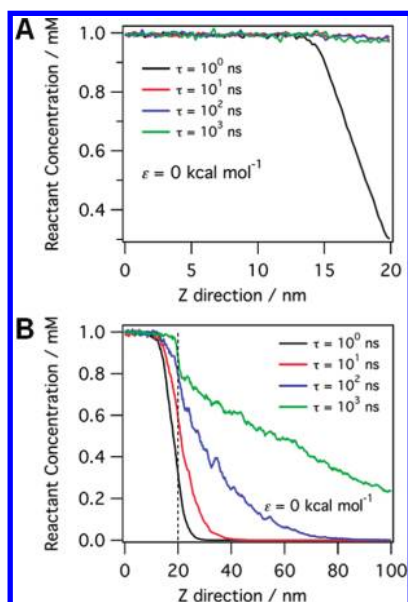 A
Reactant Concentration / mM
1.0
0.8
0.6
0.4
τ = 10⁰ ns
τ = 10¹ ns
τ = 10² ns
τ = 10³ ns
ε = 0 kcal mol⁻¹
0
5
10
15
20
Z direction / nm
B
Reactant Concentration / mM
1.0
0.8
0.6
0.4
0.2
0.0
τ = 10⁰ ns
τ = 10¹ ns
τ = 10² ns
τ = 10³ ns
ε = 0 kcal mol⁻¹
0
20
40
60
80
100
Z direction / nm